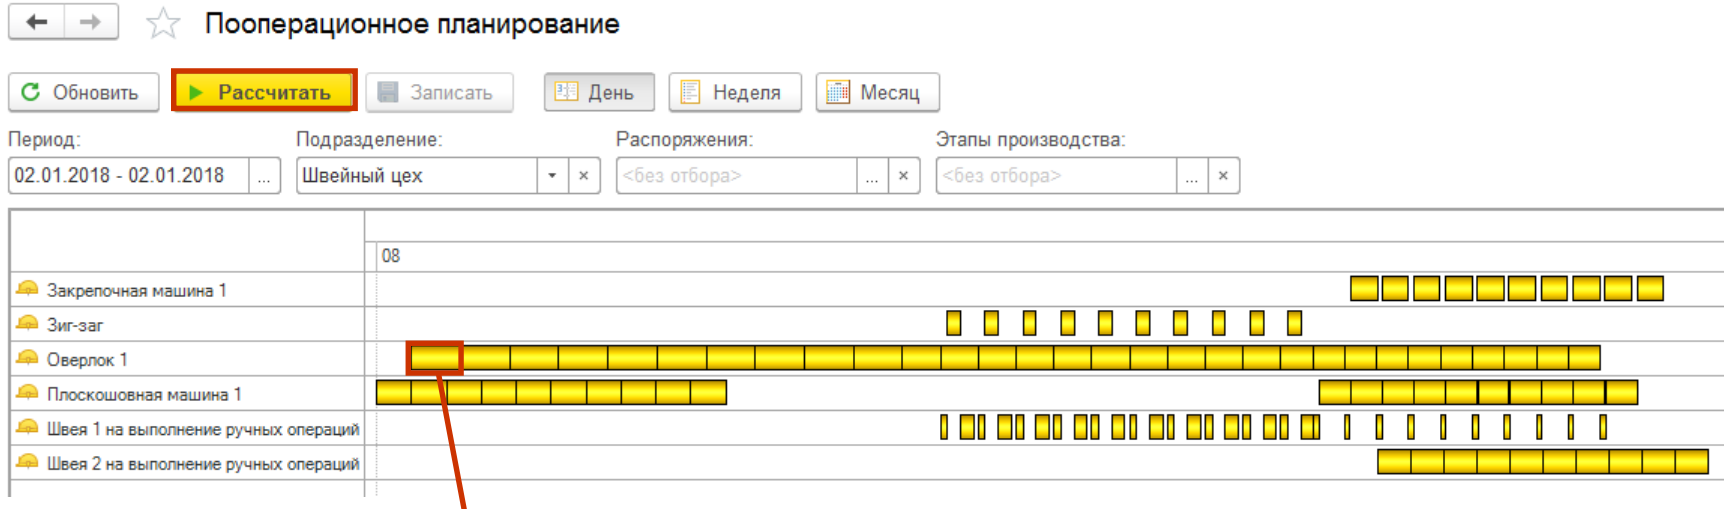 Пооперационное планирование
Обновить Рассчитать Записать День Неделя Месяц
Период: Подразделение: Распоряжения: Этапы производства:
02.01.2018 - 02.01.2018 ... Швейный цех × <без отбора> ... × <без отбора> ... ×
08
Закрепочная машина 1
Зиг-заг
Оверлок 1
Плоскошовная машина 1
Швея 1 на выполнение ручных операций
Швея 2 на выполнение ручных операций